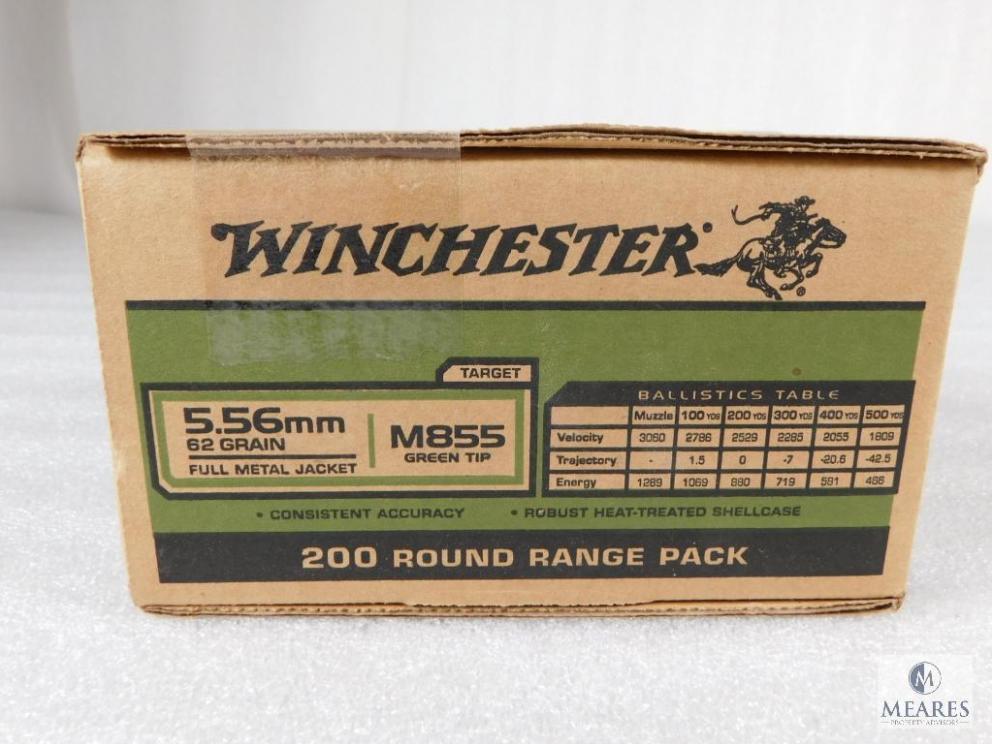 WINCHESTER®
TARGET
5.56mm
62 GRAIN
FULL METAL JACKET
M855
GREEN TIP
BALLISTICS TABLE
Muzzle 100 YDS 200 YDS 300 YDS 400 YDS 500 YDS
Velocity 3060 2786 2529 2285 2055 1809
Trajectory - 1.5 0 -7 -20.6 -42.5
Energy 1289 1069 880 719 581 466
• CONSISTENT ACCURACY • ROBUST HEAT-TREATED SHELLCASE
200 ROUND RANGE PACK
M
MEARES
PROPERTY ADVISORS